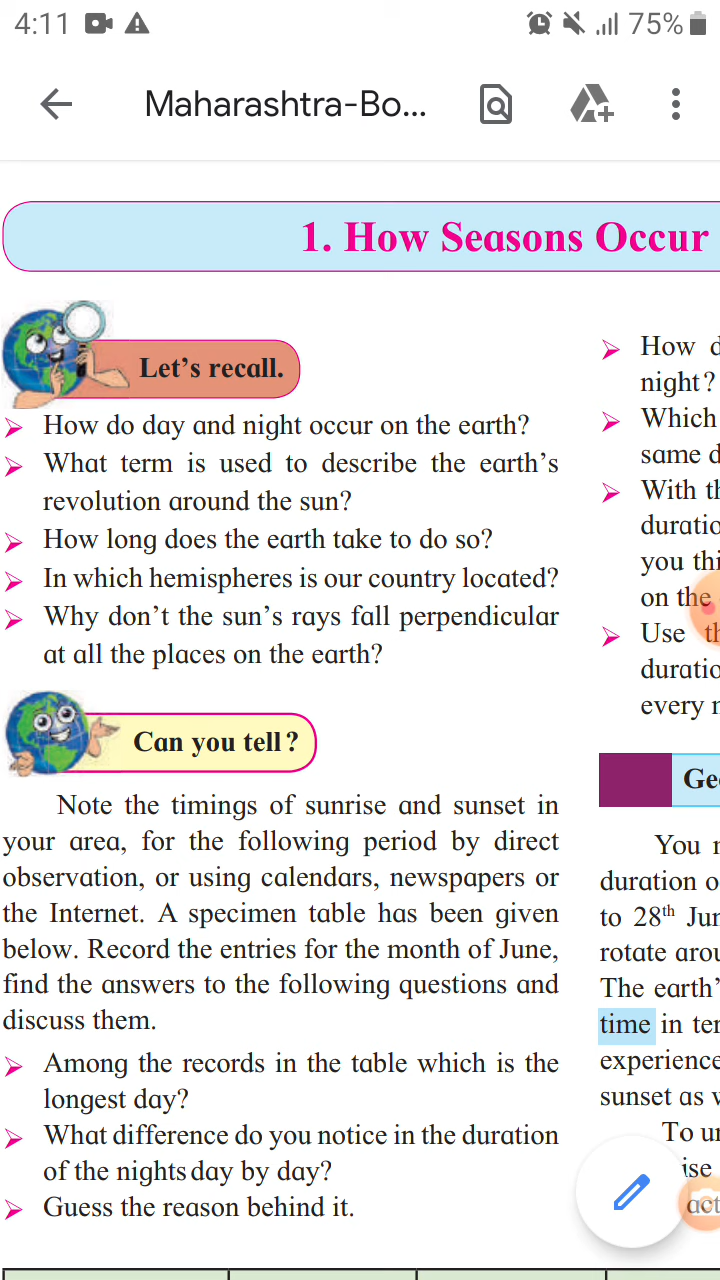 4:11
75%
Maharashtra-Bo...
1. How Seasons Occur
Let's recall.
How do day and night occur on the earth?
What term is used to describe the earth's
revolution around the sun?
How long does the earth take to do so?
In which hemispheres is our country located?
Why don't the sun's rays fall perpendicular
at all the places on the earth?
Can you tell?
Note the timings of sunrise and sunset in
your area, for the following period by direct
observation, or using calendars, newspapers or
the Internet. A specimen table has been given
below. Record the entries for the month of June,
find the answers to the following questions and
discuss them.
Among the records in the table which is the
longest day?
What difference do you notice in the duration
of the nights day by day?
Guess the reason behind it.
How
night?
Which
same
With
you
on the
Use
every
You
duration
to 28th
rotate
The earth's
time in
experience
sunset as
To